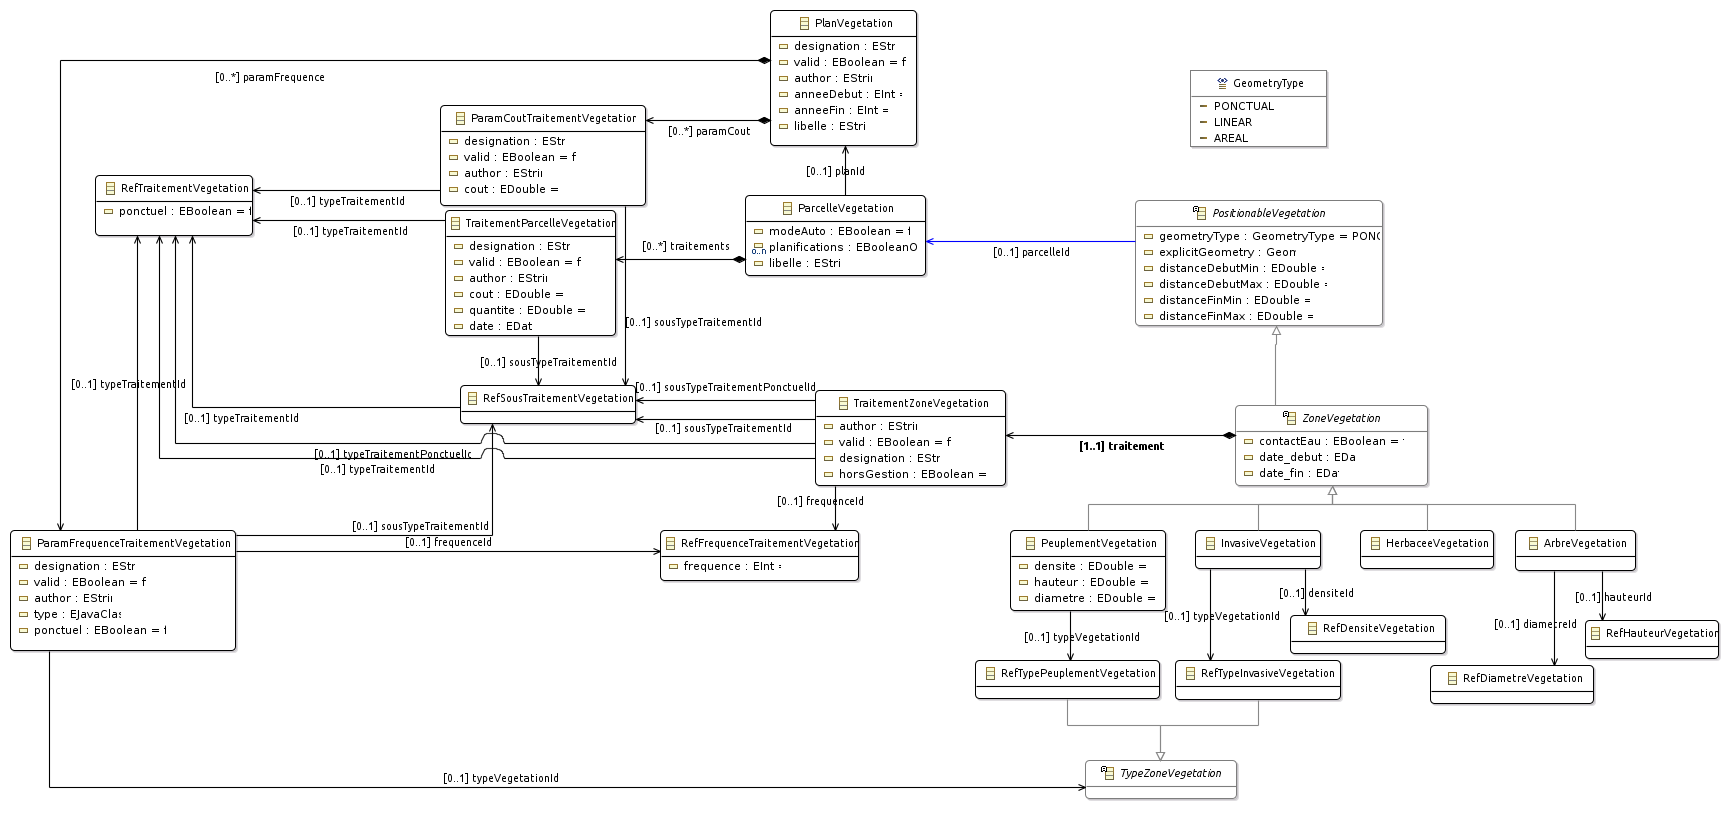 PlanVegetation
designation : EStr
valid : EBoolean = f
author : EStrin
anneeDebut : EInt =
anneeFin : EInt =
libelle : EStri
[0..*] paramFrequence
[0..*] paramCout
[0..1] planId
GeometryType
PONCTUAL
LINEAR
AREAL
ParamCoutTraitementVegetation
designation : EStr
valid : EBoolean = f
author : EStrin
cout : EDouble =
RefTraitementVegetation
ponctuel : EBoolean = f
[0..1] typeTraitementId
[0..1] typeTraitementId
TraitementParcelleVegetation
designation : EStr
valid : EBoolean = f
author : EStrin
cout : EDouble =
quantite : EDouble =
date : EDat
[0..*] traitements
ParcelleVegetation
modeAuto : EBoolean = f
planifications : EBooleanO
0..n
libelle : EStri
[0..1] parcelleId
PositionableVegetation
geometryType : GeometryType = PONC
explicitGeometry : Geom
distanceDebutMin : EDouble =
distanceDebutMax : EDouble =
distanceFinMin : EDouble =
distanceFinMax : EDouble =
[0..1] sousTypeTraitementId
[0..1] sousTypeTraitementId
[0..1] typeTraitementId
RefSousTraitementVegetation
[0..1] typeTraitementId
[0..1] sousTypeTraitementPonctuelId
[0..1] sousTypeTraitementId
[0..1] typeTraitementPonctuelId
[0..1] typeTraitementId
TraitementZoneVegetation
author : EStrin
valid : EBoolean = f
designation : EStr
horsGestion : EBoolean =
[1..1] traitement
ZoneVegetation
contactEau : EBoolean =
date_debut : EDa
date_fin : EDa
[0..1] frequenceId
[0..1] sousTypeTraitementId
[0..1] frequenceId
ParamFrequenceTraitementVegetation
designation : EStr
valid : EBoolean = f
author : EStrin
type : EJavaClas
ponctuel : EBoolean = f
RefFrequenceTraitementVegetation
frequence : EInt =
PeuplementVegetation
densite : EDouble =
hauteur : EDouble =
diametre : EDouble =
InvasiveVegetation
HerbaceeVegetation
ArbreVegetation
[0..1] densiteId
[0..1] hauteurId
[0..1] typeVegetationId
[0..1] typeVegetationId
[0..1] diametreId
RefDensiteVegetation
RefHauteurVegetation
RefTypePeuplementVegetation
RefTypeInvasiveVegetation
RefDiametreVegetation
[0..1] typeVegetationId
TypeZoneVegetation